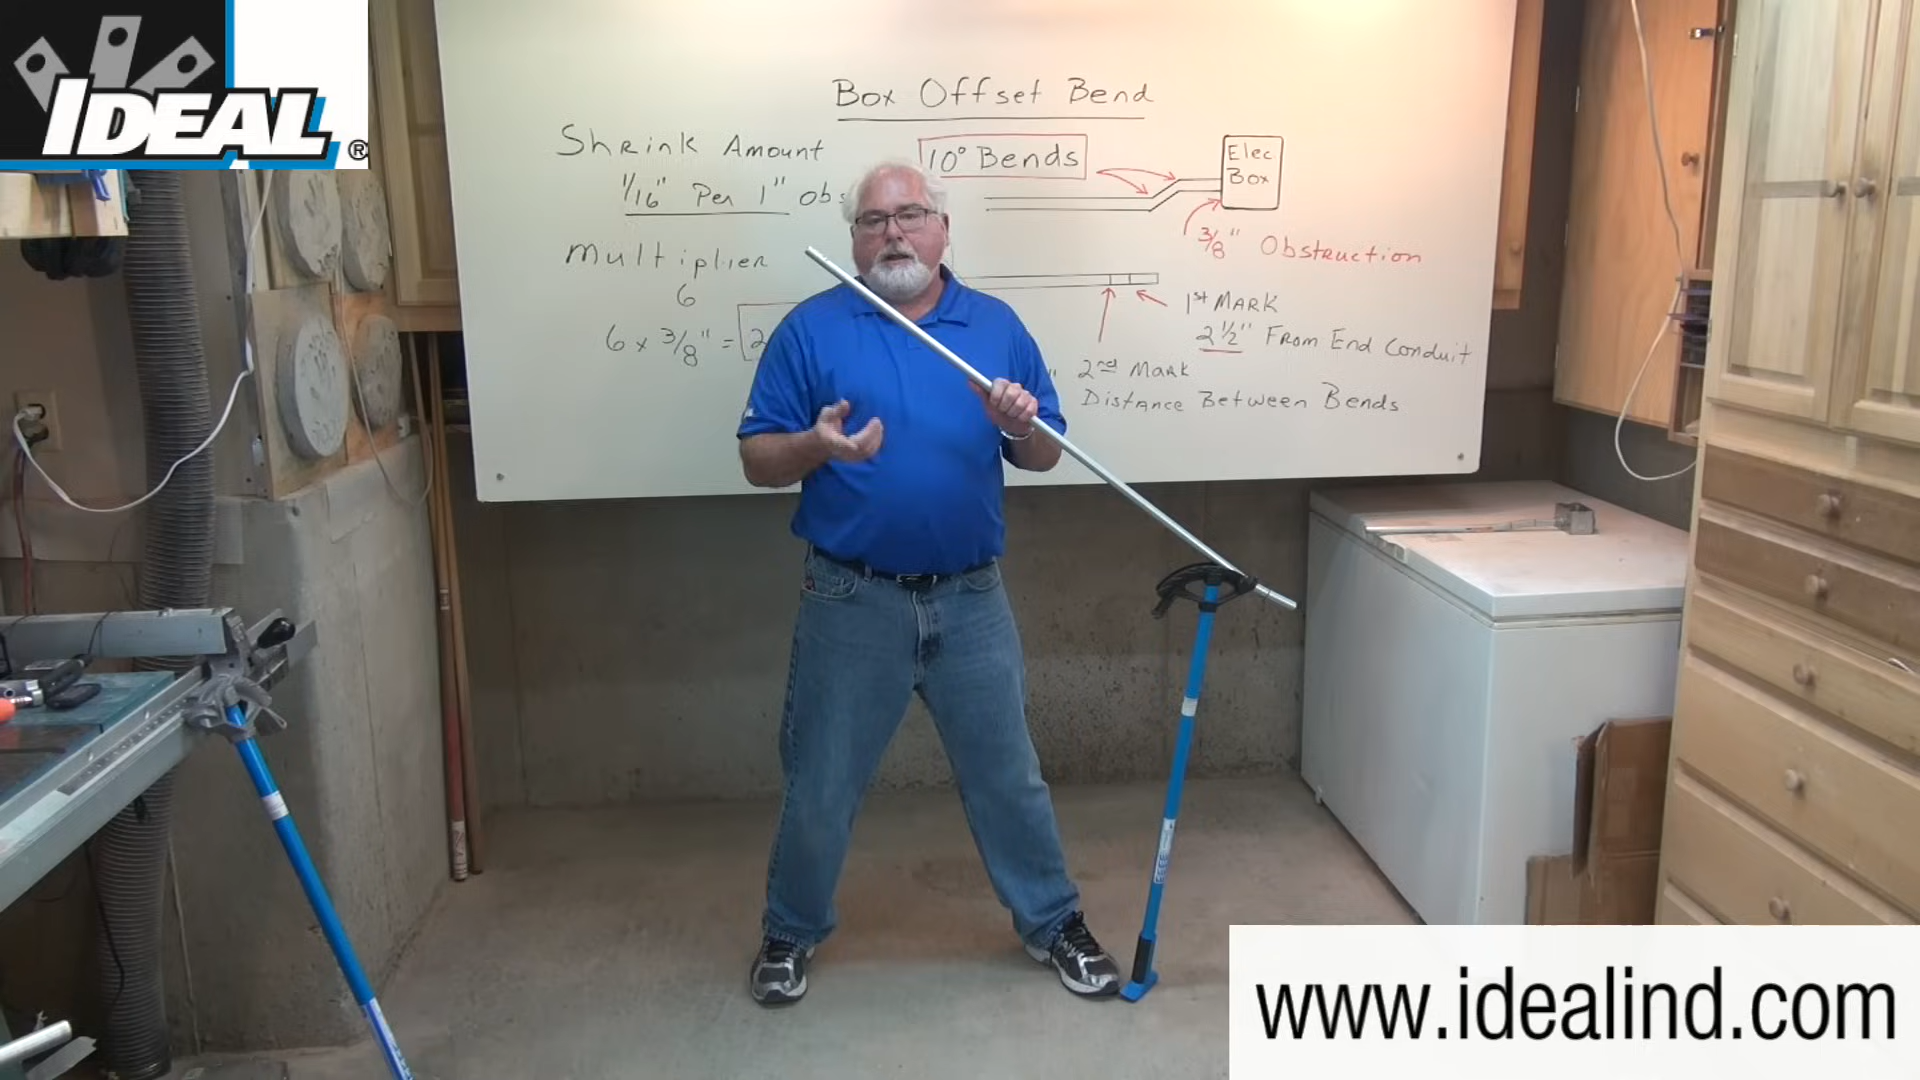 IDEAL®
Box Offset Bend
Shrink Amount
1/16" Per 1" Obs
Multiplier
6
6 x 3/8" = 2
10° Bends
Elec
Box
3/8" Obstruction
1st MARK
2 1/2" From End Conduit
" 2nd Mark
Distance Between Bends
www.idealind.com